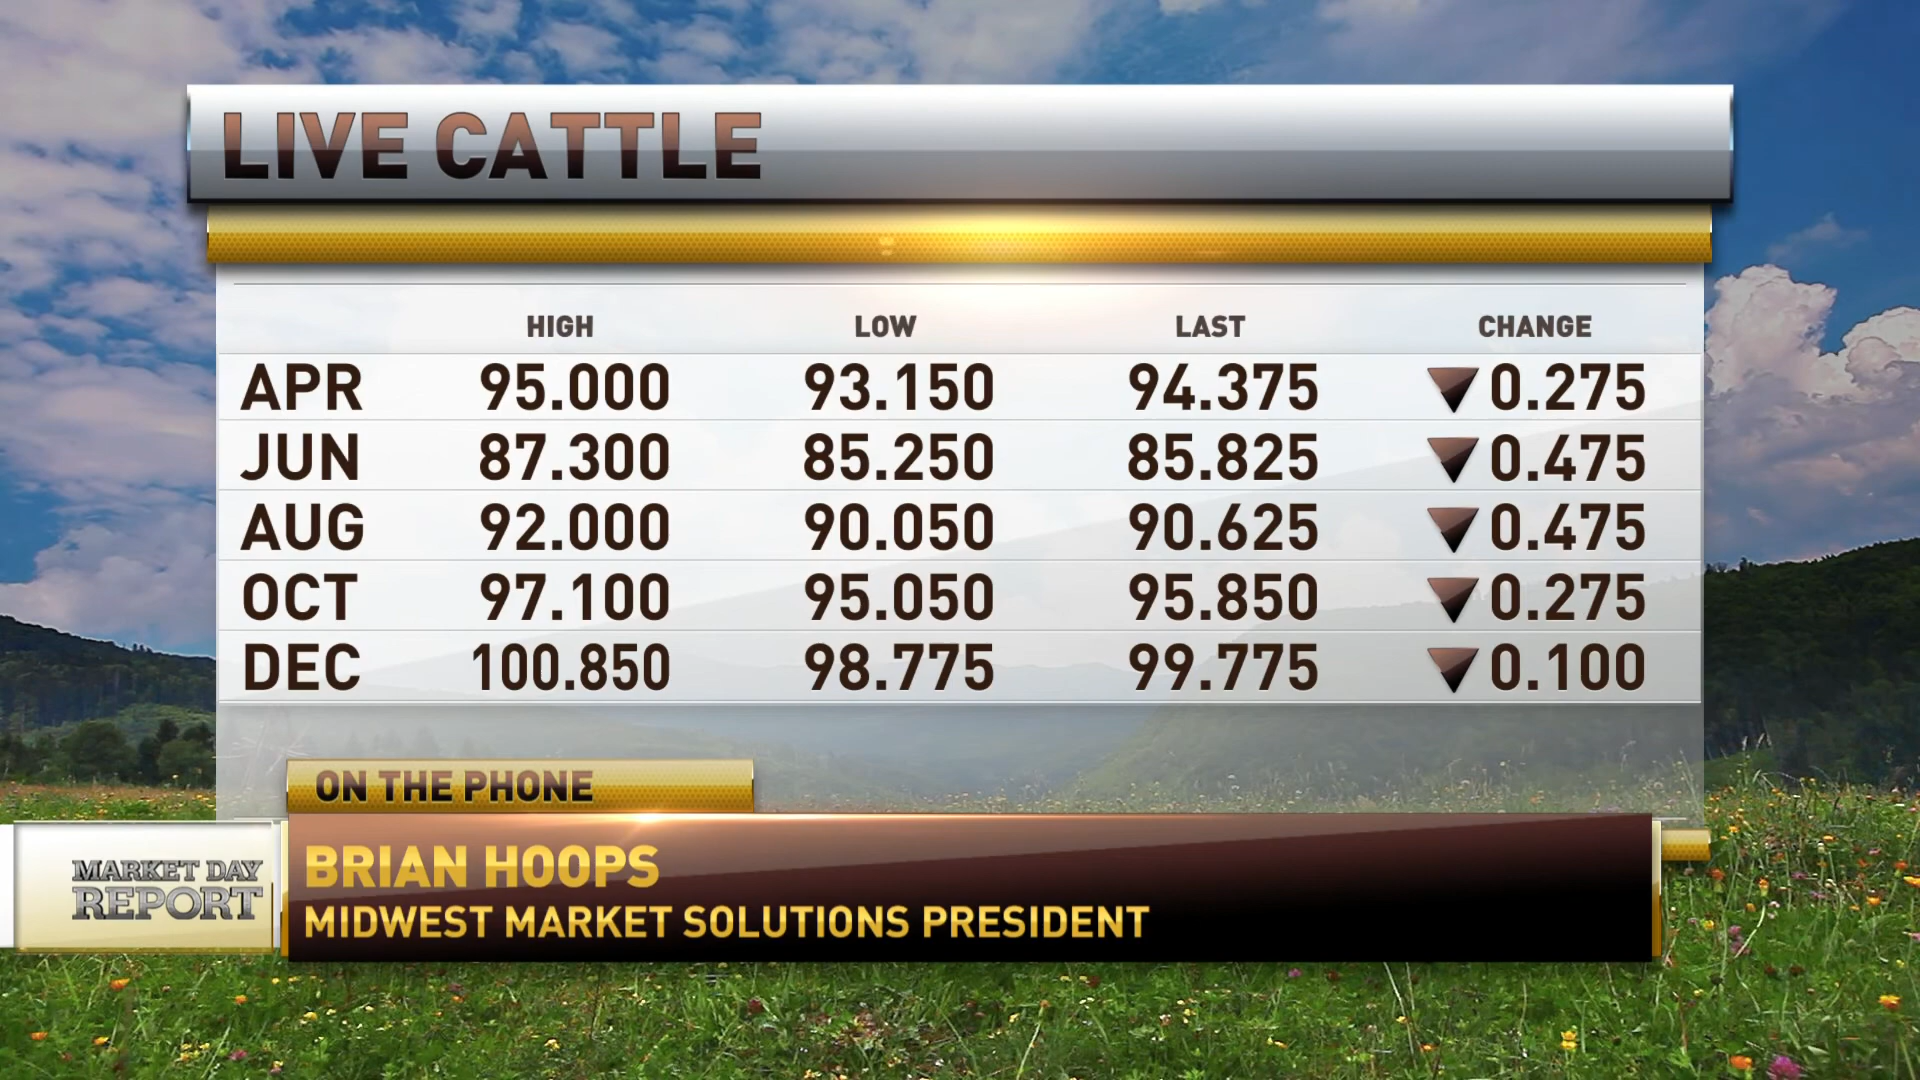 LIVE CATTLE
HIGH LOW LAST CHANGE
APR 95.000 93.150 94.375 ▼ 0.275
JUN 87.300 85.250 85.825 ▼ 0.475
AUG 92.000 90.050 90.625 ▼ 0.475
OCT 97.100 95.050 95.850 ▼ 0.275
DEC 100.850 98.775 99.775 ▼ 0.100
ON THE PHONE
MARKET DAY
REPORT
BRIAN HOOPS
MIDWEST MARKET SOLUTIONS PRESIDENT